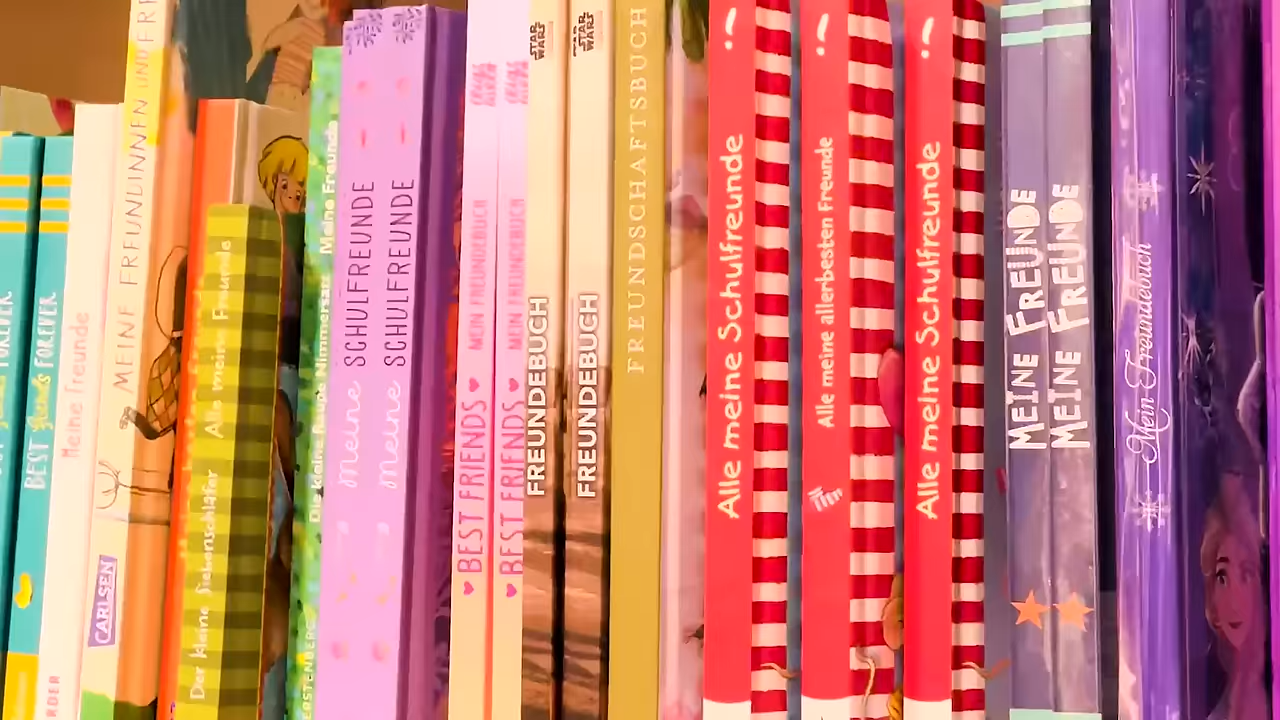 BEST Friends FOREVER
BEST Friends FOREVER
Meine Freunde
RDER
MEINE FREUNDINNEN UND FRE
CARLSEN
Der kleine Siebenschläfer Alle meine Freunde
Die kleine Raupe Nimmersatt Meine Freunde
ERSTENBERG
Meine SCHULFREUNDE
Meine SCHULFREUNDE
BEST FRIENDS MEIN FREUNDEBUCH
BEST FRIENDS MEIN FREUNDEBUCH
FREUNDEBUCH STAR WARS
FREUNDEBUCH STAR WARS
FREUNDSCHAFTSBUCH
Alle meine Schulfreunde
Alle meine allerbesten Freunde
Alle meine Schulfreunde
MEINE FREUNDE
MEINE FREUNDE
Mein Freundebuch